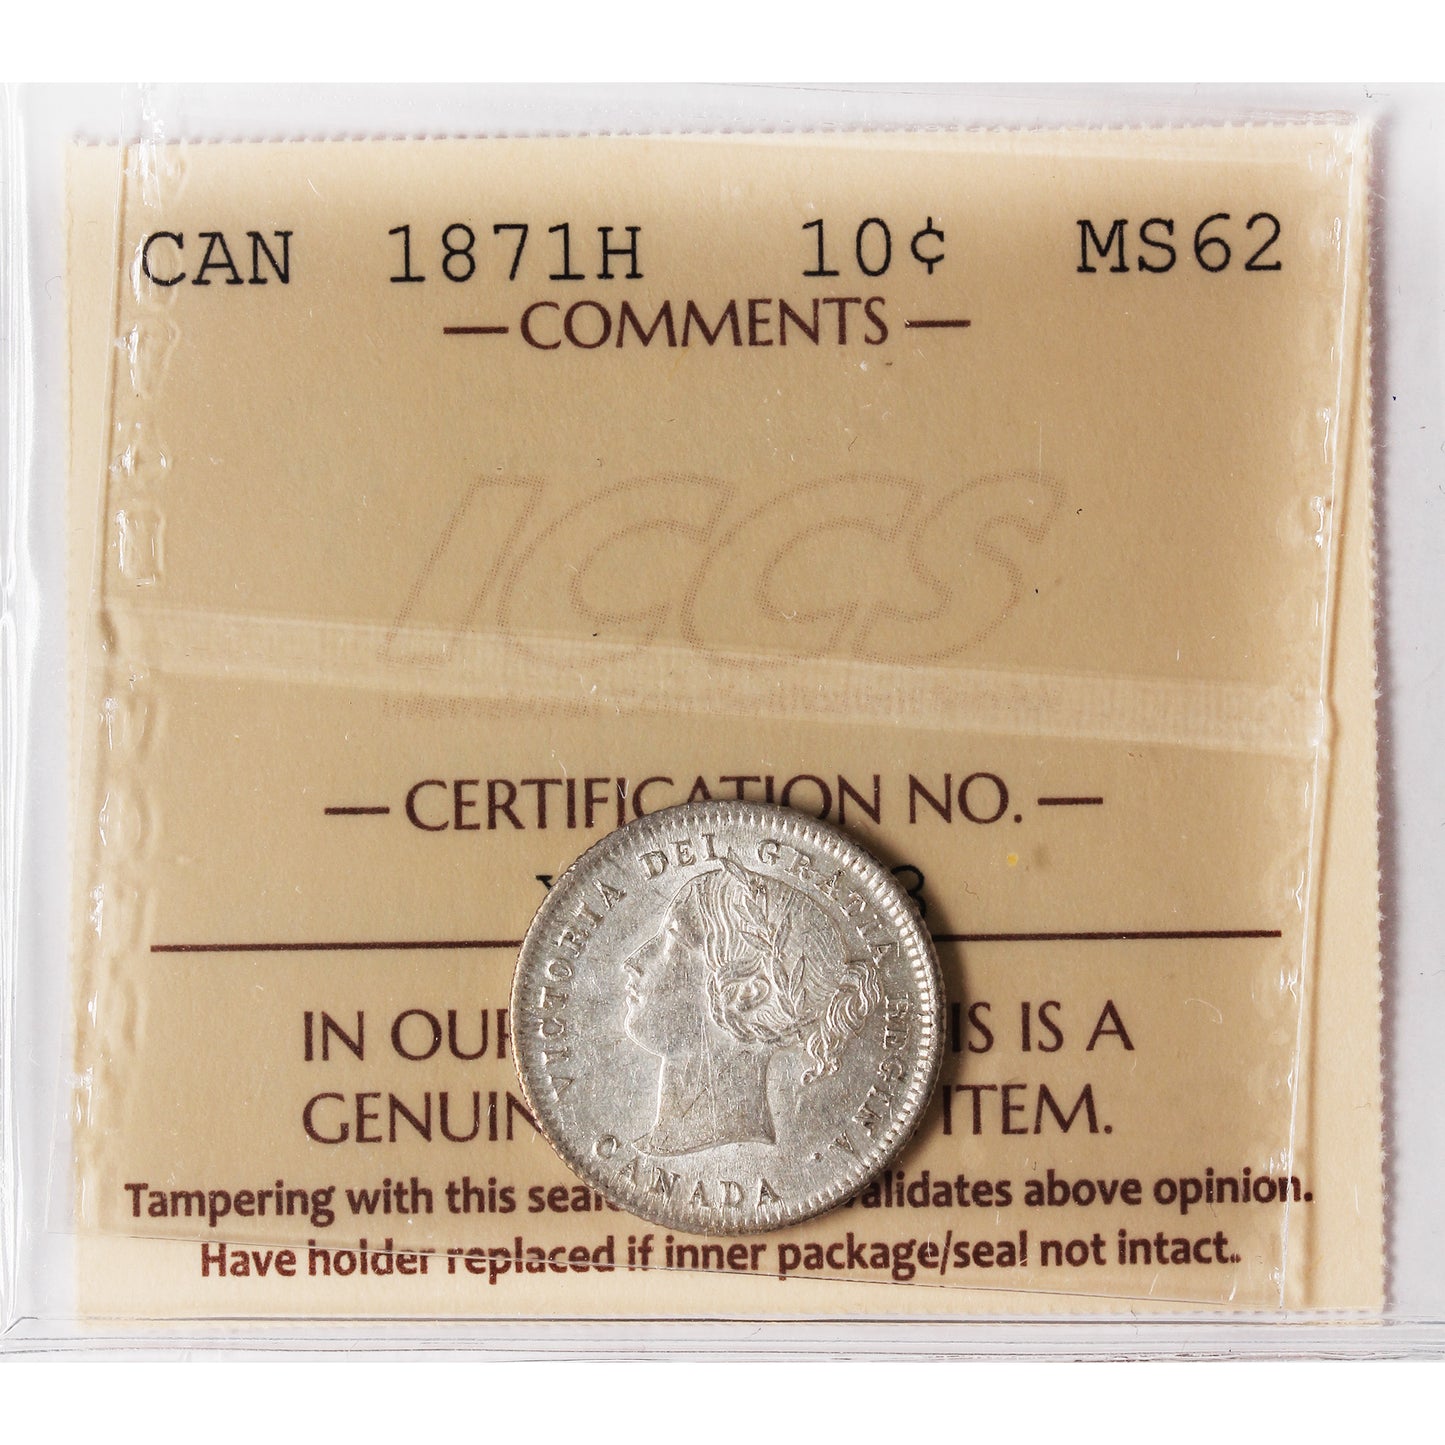 CAN 1871H 10¢ MS62
— COMMENTS —
ICCS
— CERTIFICATION NO. —
3
IN OUR IS IS A
GENUIN ITEM.
Tampering with this seal alidates above opinion.
Have holder replaced if inner package/seal not intact.
VICTORIA DEI GRATIA REGINA.
CANADA